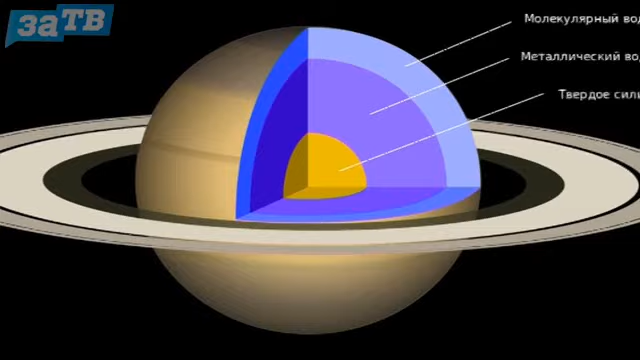 заТВ
Молекулярный во
Металлический во
Твердое сили